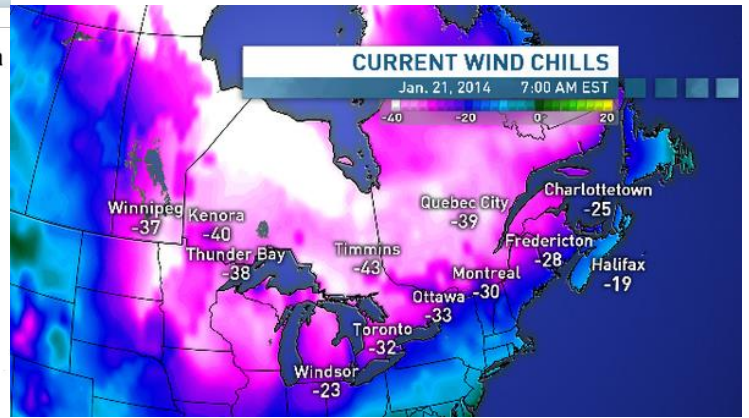 CURRENT WIND CHILLS
Jan. 21, 2014 7:00 AM EST
-40 -20 0° 20
Winnipeg
-37
Kenora
-40
Thunder Bay
-38
Timmins
-43
Quebec City
-39
Charlottetown
-25
Fredericton
-28
Halifax
-19
Montreal
-30
Ottawa
-33
Toronto
-32
Windsor
-23